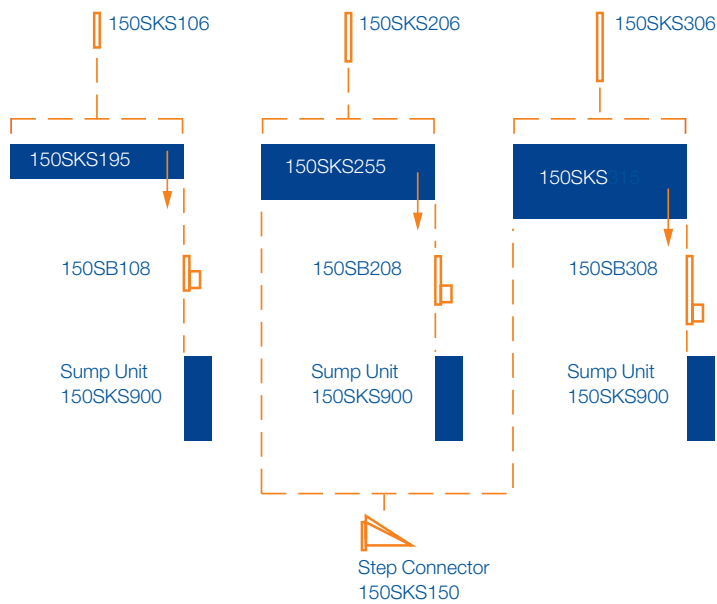 150SKS106
150SKS206
150SKS306
150SKS195
150SKS255
150SKS315
150SB108
150SB208
150SB308
Sump Unit
150SKS900
Sump Unit
150SKS900
Sump Unit
150SKS900
Step Connector
150SKS150